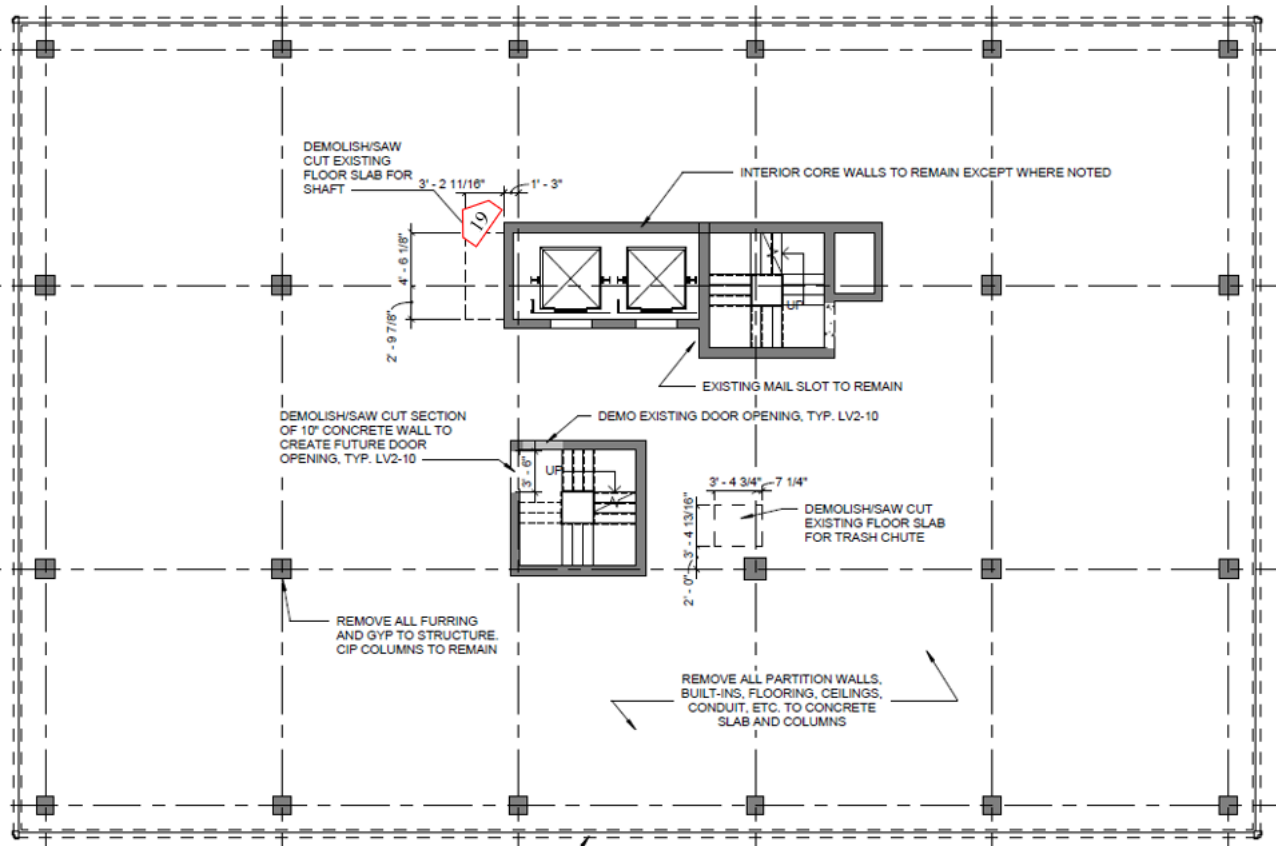 DEMOLISH/SAW
CUT EXISTING
FLOOR SLAB FOR
SHAFT
3' - 2 11/16"
1' - 3"
19
4' - 6 1/8"
2' - 9 7/8"
INTERIOR CORE WALLS TO REMAIN EXCEPT WHERE NOTED
UP
EXISTING MAIL SLOT TO REMAIN
DEMOLISH/SAW CUT SECTION
OF 10" CONCRETE WALL TO
CREATE FUTURE DOOR
OPENING, TYP. LV2-10
DEMO EXISTING DOOR OPENING, TYP. LV2-10
3' - 6"
UP
3' - 4 3/4"
7 1/4"
3' - 4 13/16"
2' - 0"
DEMOLISH/SAW CUT
EXISTING FLOOR SLAB
FOR TRASH CHUTE
REMOVE ALL FURRING
AND GYP TO STRUCTURE.
CIP COLUMNS TO REMAIN
REMOVE ALL PARTITION WALLS,
BUILT-INS, FLOORING, CEILINGS,
CONDUIT, ETC. TO CONCRETE
SLAB AND COLUMNS